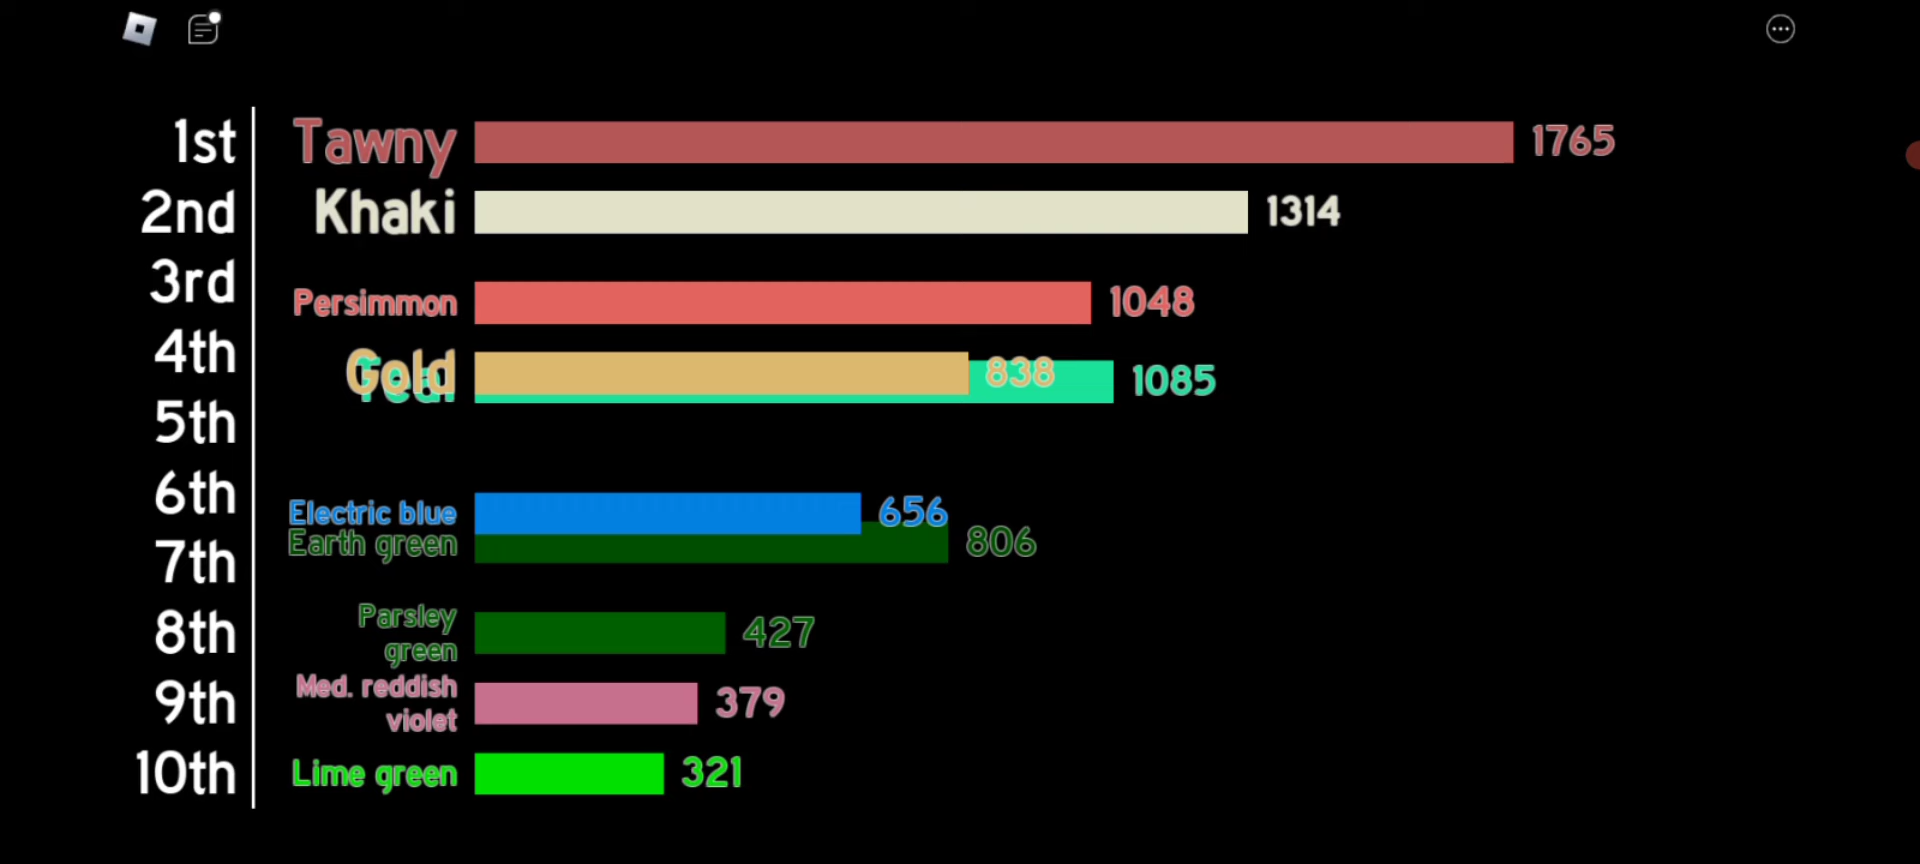 1st Tawny 1765
2nd Khaki 1314
3rd Persimmon 1048
4th Gold 838
Teal 1085
5th
6th Electric blue 656
7th Earth green 806
8th Parsley
green 427
9th Med. reddish
violet 379
10th Lime green 321